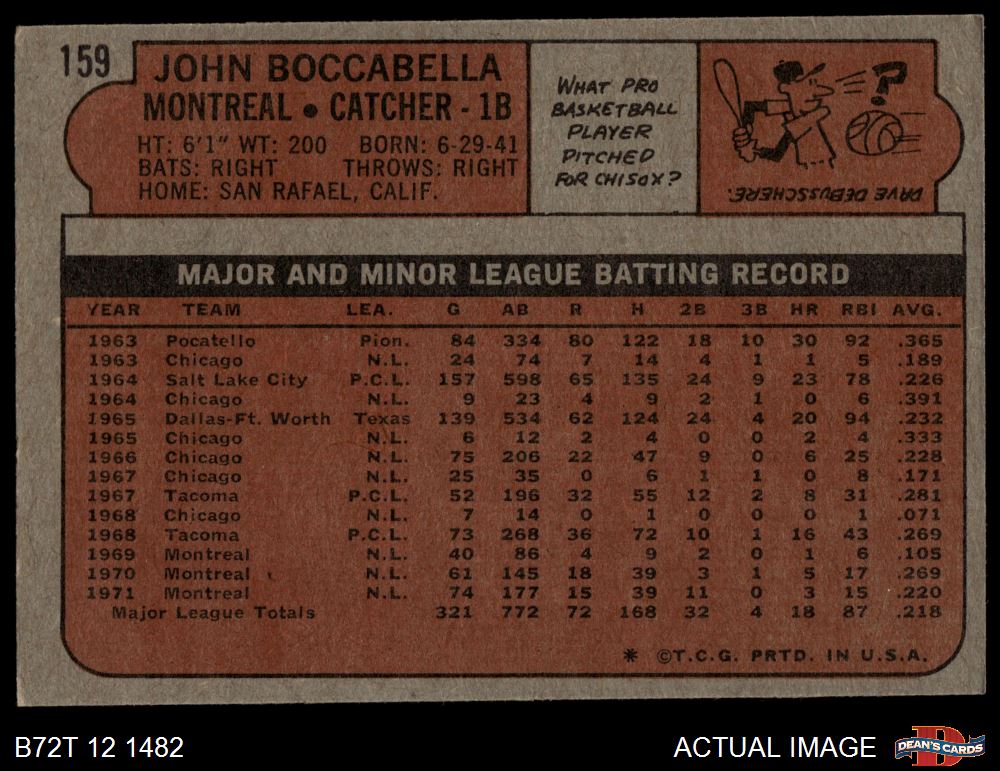 159
JOHN BOCCABELLA
MONTREAL • CATCHER - 1B
HT: 6'1" WT: 200 BORN: 6-29-41
BATS: RIGHT THROWS: RIGHT
HOME: SAN RAFAEL, CALIF.
WHAT PRO
BASKETBALL
PLAYER
PITCHED
FOR CHISOX?
?
DAVE DEBUSSCHERE.
MAJOR AND MINOR LEAGUE BATTING RECORD
YEAR TEAM LEA. G AB R H 2B 3B HR RBI AVG.
1963 Pocatello Pion. 84 334 80 122 18 10 30 92 .365
1963 Chicago N.L. 24 74 7 14 4 1 1 5 .189
1964 Salt Lake City P.C.L. 157 598 65 135 24 9 23 78 .226
1964 Chicago N.L. 9 23 4 9 2 1 0 6 .391
1965 Dallas-Ft. Worth Texas 139 534 62 124 24 4 20 94 .232
1965 Chicago N.L. 6 12 2 4 0 0 2 4 .333
1966 Chicago N.L. 75 206 22 47 9 0 6 25 .228
1967 Chicago N.L. 25 35 0 6 1 1 0 8 .171
1967 Tacoma P.C.L. 52 196 32 55 12 2 8 31 .281
1968 Chicago N.L. 7 14 0 1 0 0 0 1 .071
1968 Tacoma P.C.L. 73 268 36 72 10 1 16 43 .269
1969 Montreal N.L. 40 86 4 9 2 0 1 6 .105
1970 Montreal N.L. 61 145 18 39 3 1 5 17 .269
1971 Montreal N.L. 74 177 15 39 11 0 3 15 .220
Major League Totals 321 772 72 168 32 4 18 87 .218
* ©T.C.G. PRTD. IN U.S.A.
B72T 12 1482
ACTUAL IMAGE
D
DEAN'S CARDS